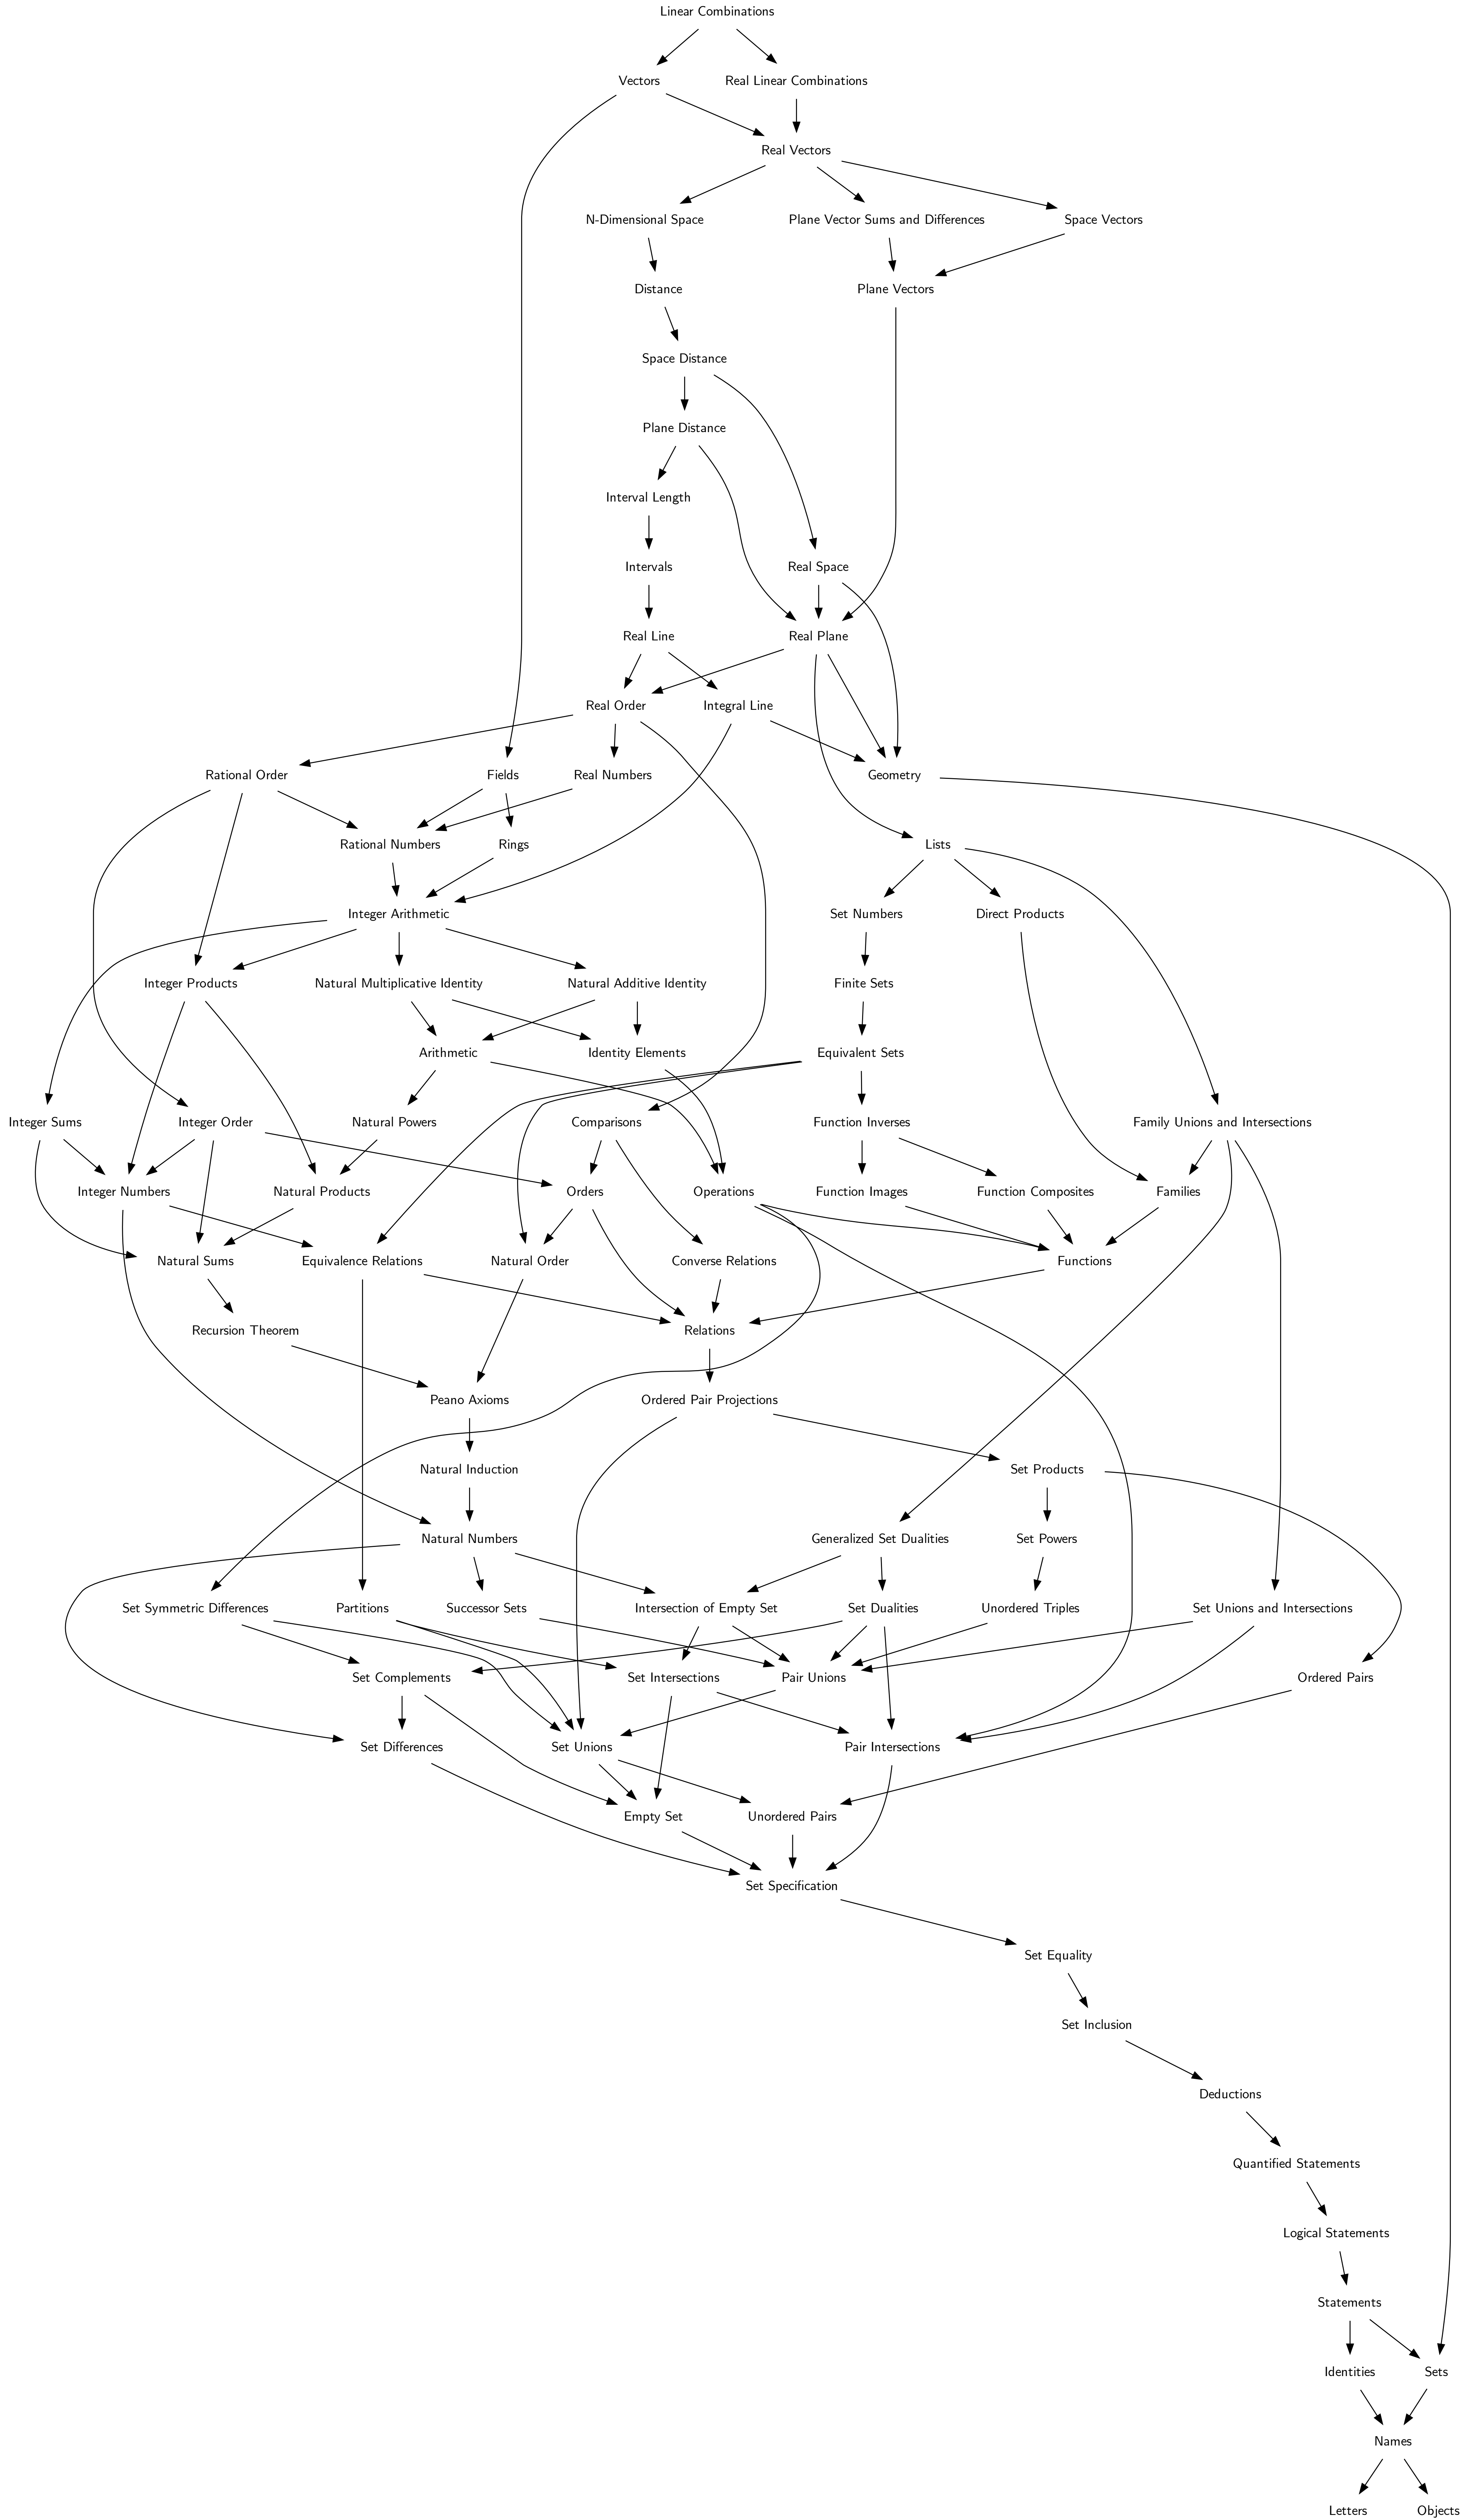 Linear Combinations
Vectors
Real Linear Combinations
Real Vectors
N-Dimensional Space
Plane Vector Sums and Differences
Space Vectors
Distance
Plane Vectors
Space Distance
Plane Distance
Interval Length
Intervals
Real Space
Real Line
Real Plane
Real Order
Integral Line
Rational Order
Fields
Real Numbers
Geometry
Rational Numbers
Rings
Lists
Integer Arithmetic
Set Numbers
Direct Products
Integer Products
Natural Multiplicative Identity
Natural Additive Identity
Finite Sets
Arithmetic
Identity Elements
Equivalent Sets
Integer Sums
Integer Order
Natural Powers
Comparisons
Function Inverses
Family Unions and Intersections
Integer Numbers
Natural Products
Orders
Operations
Function Images
Function Composites
Families
Natural Sums
Equivalence Relations
Natural Order
Converse Relations
Functions
Recursion Theorem
Relations
Peano Axioms
Ordered Pair Projections
Natural Induction
Set Products
Natural Numbers
Generalized Set Dualities
Set Powers
Set Symmetric Differences
Partitions
Successor Sets
Intersection of Empty Set
Set Dualities
Unordered Triples
Set Unions and Intersections
Set Complements
Set Intersections
Pair Unions
Ordered Pairs
Set Differences
Set Unions
Pair Intersections
Empty Set
Unordered Pairs
Set Specification
Set Equality
Set Inclusion
Deductions
Quantified Statements
Logical Statements
Statements
Identities
Sets
Names
Letters
Objects